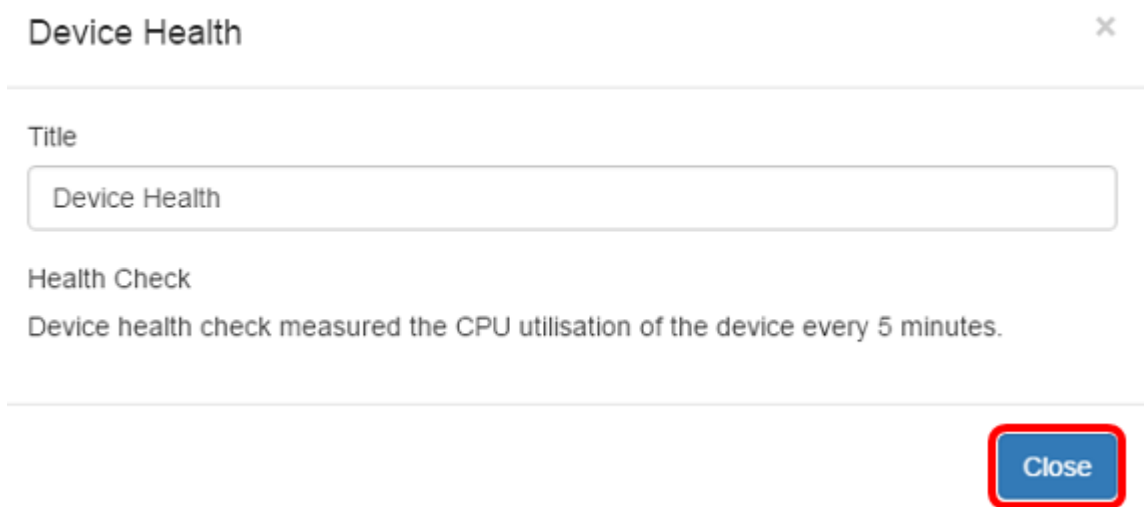 Device Health
×
Title
Device Health
Health Check
Device health check measured the CPU utilisation of the device every 5 minutes.
Close